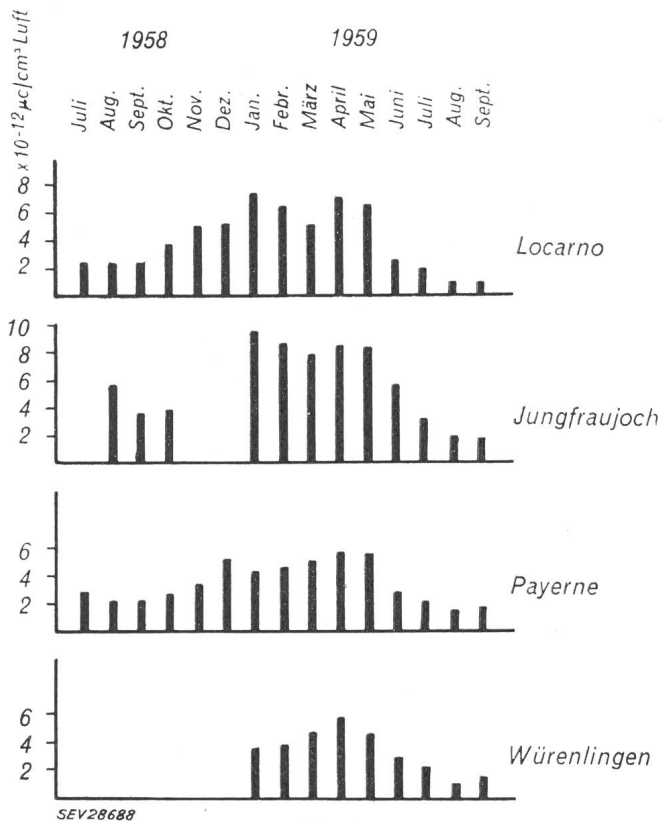 x 10-12 µc/cm³ Luft
1958 1959
Juli Aug. Sept. Okt. Nov. Dez. Jan. Febr. März April Mai Juni Juli Aug. Sept.
8
6
4
2
Locarno
10
8
6
4
2
Jungfraujoch
6
4
2
Payerne
6
4
2
Würenlingen
SEV28688